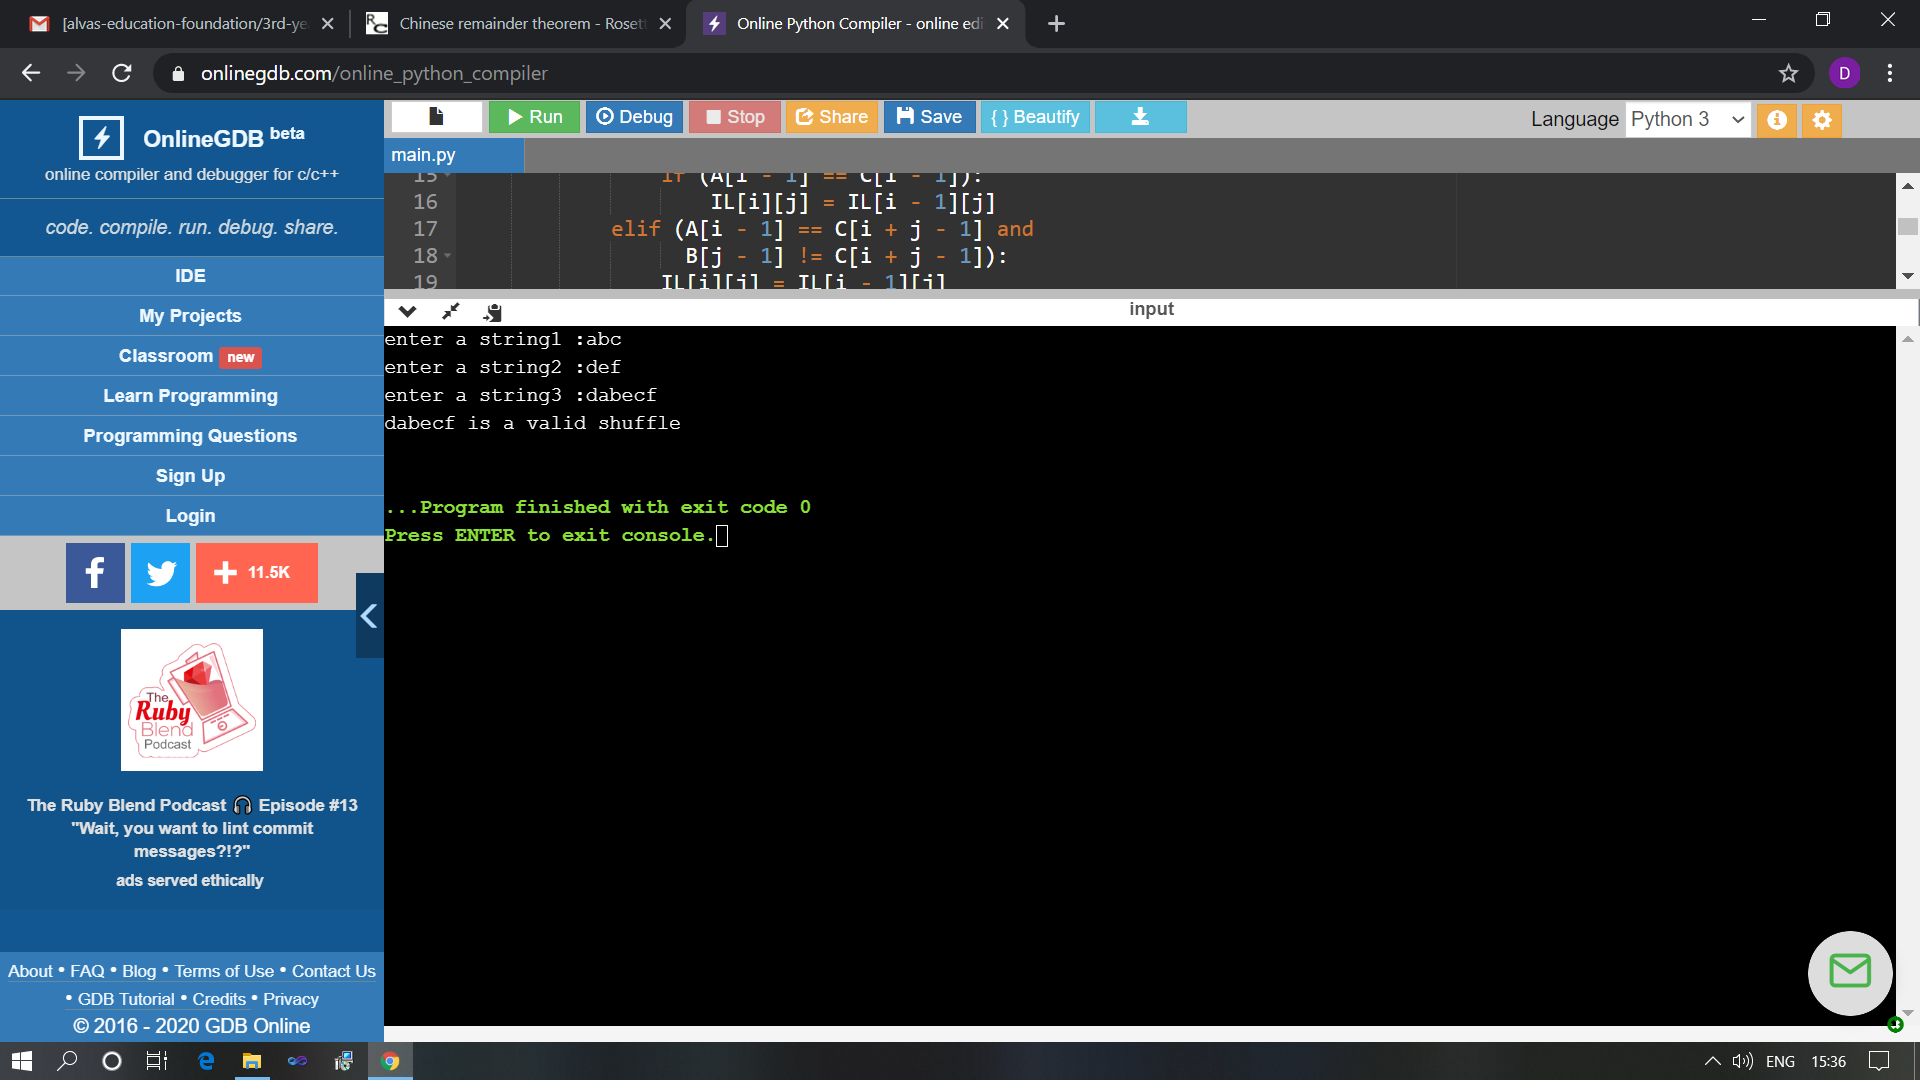 [alvas-education-foundation/3rd-ye
Chinese remainder theorem - Rosett
Online Python Compiler - online edi
onlinegdb.com/online_python_compiler
D
OnlineGDB beta
online compiler and debugger for c/c++
code. compile. run. debug. share.
IDE
My Projects
Classroom new
Learn Programming
Programming Questions
Sign Up
Login
11.5K
The
Ruby
Blend
Podcast
The Ruby Blend Podcast 🎧 Episode #13
"Wait, you want to lint commit
messages?!?"
ads served ethically
About • FAQ • Blog • Terms of Use • Contact Us
• GDB Tutorial • Credits • Privacy
© 2016 - 2020 GDB Online
Run Debug Stop Share Save { } Beautify
Language Python 3
main.py
15 if (A[i - 1] == C[i - 1]):
16 IL[i][j] = IL[i - 1][j]
17 elif (A[i - 1] == C[i + j - 1] and
18 B[j - 1] != C[i + j - 1]):
19 IL[i][j] = IL[i - 1][j]
input
enter a string1 :abc
enter a string2 :def
enter a string3 :dabecf
dabecf is a valid shuffle
...Program finished with exit code 0
Press ENTER to exit console.
ENG 15:36